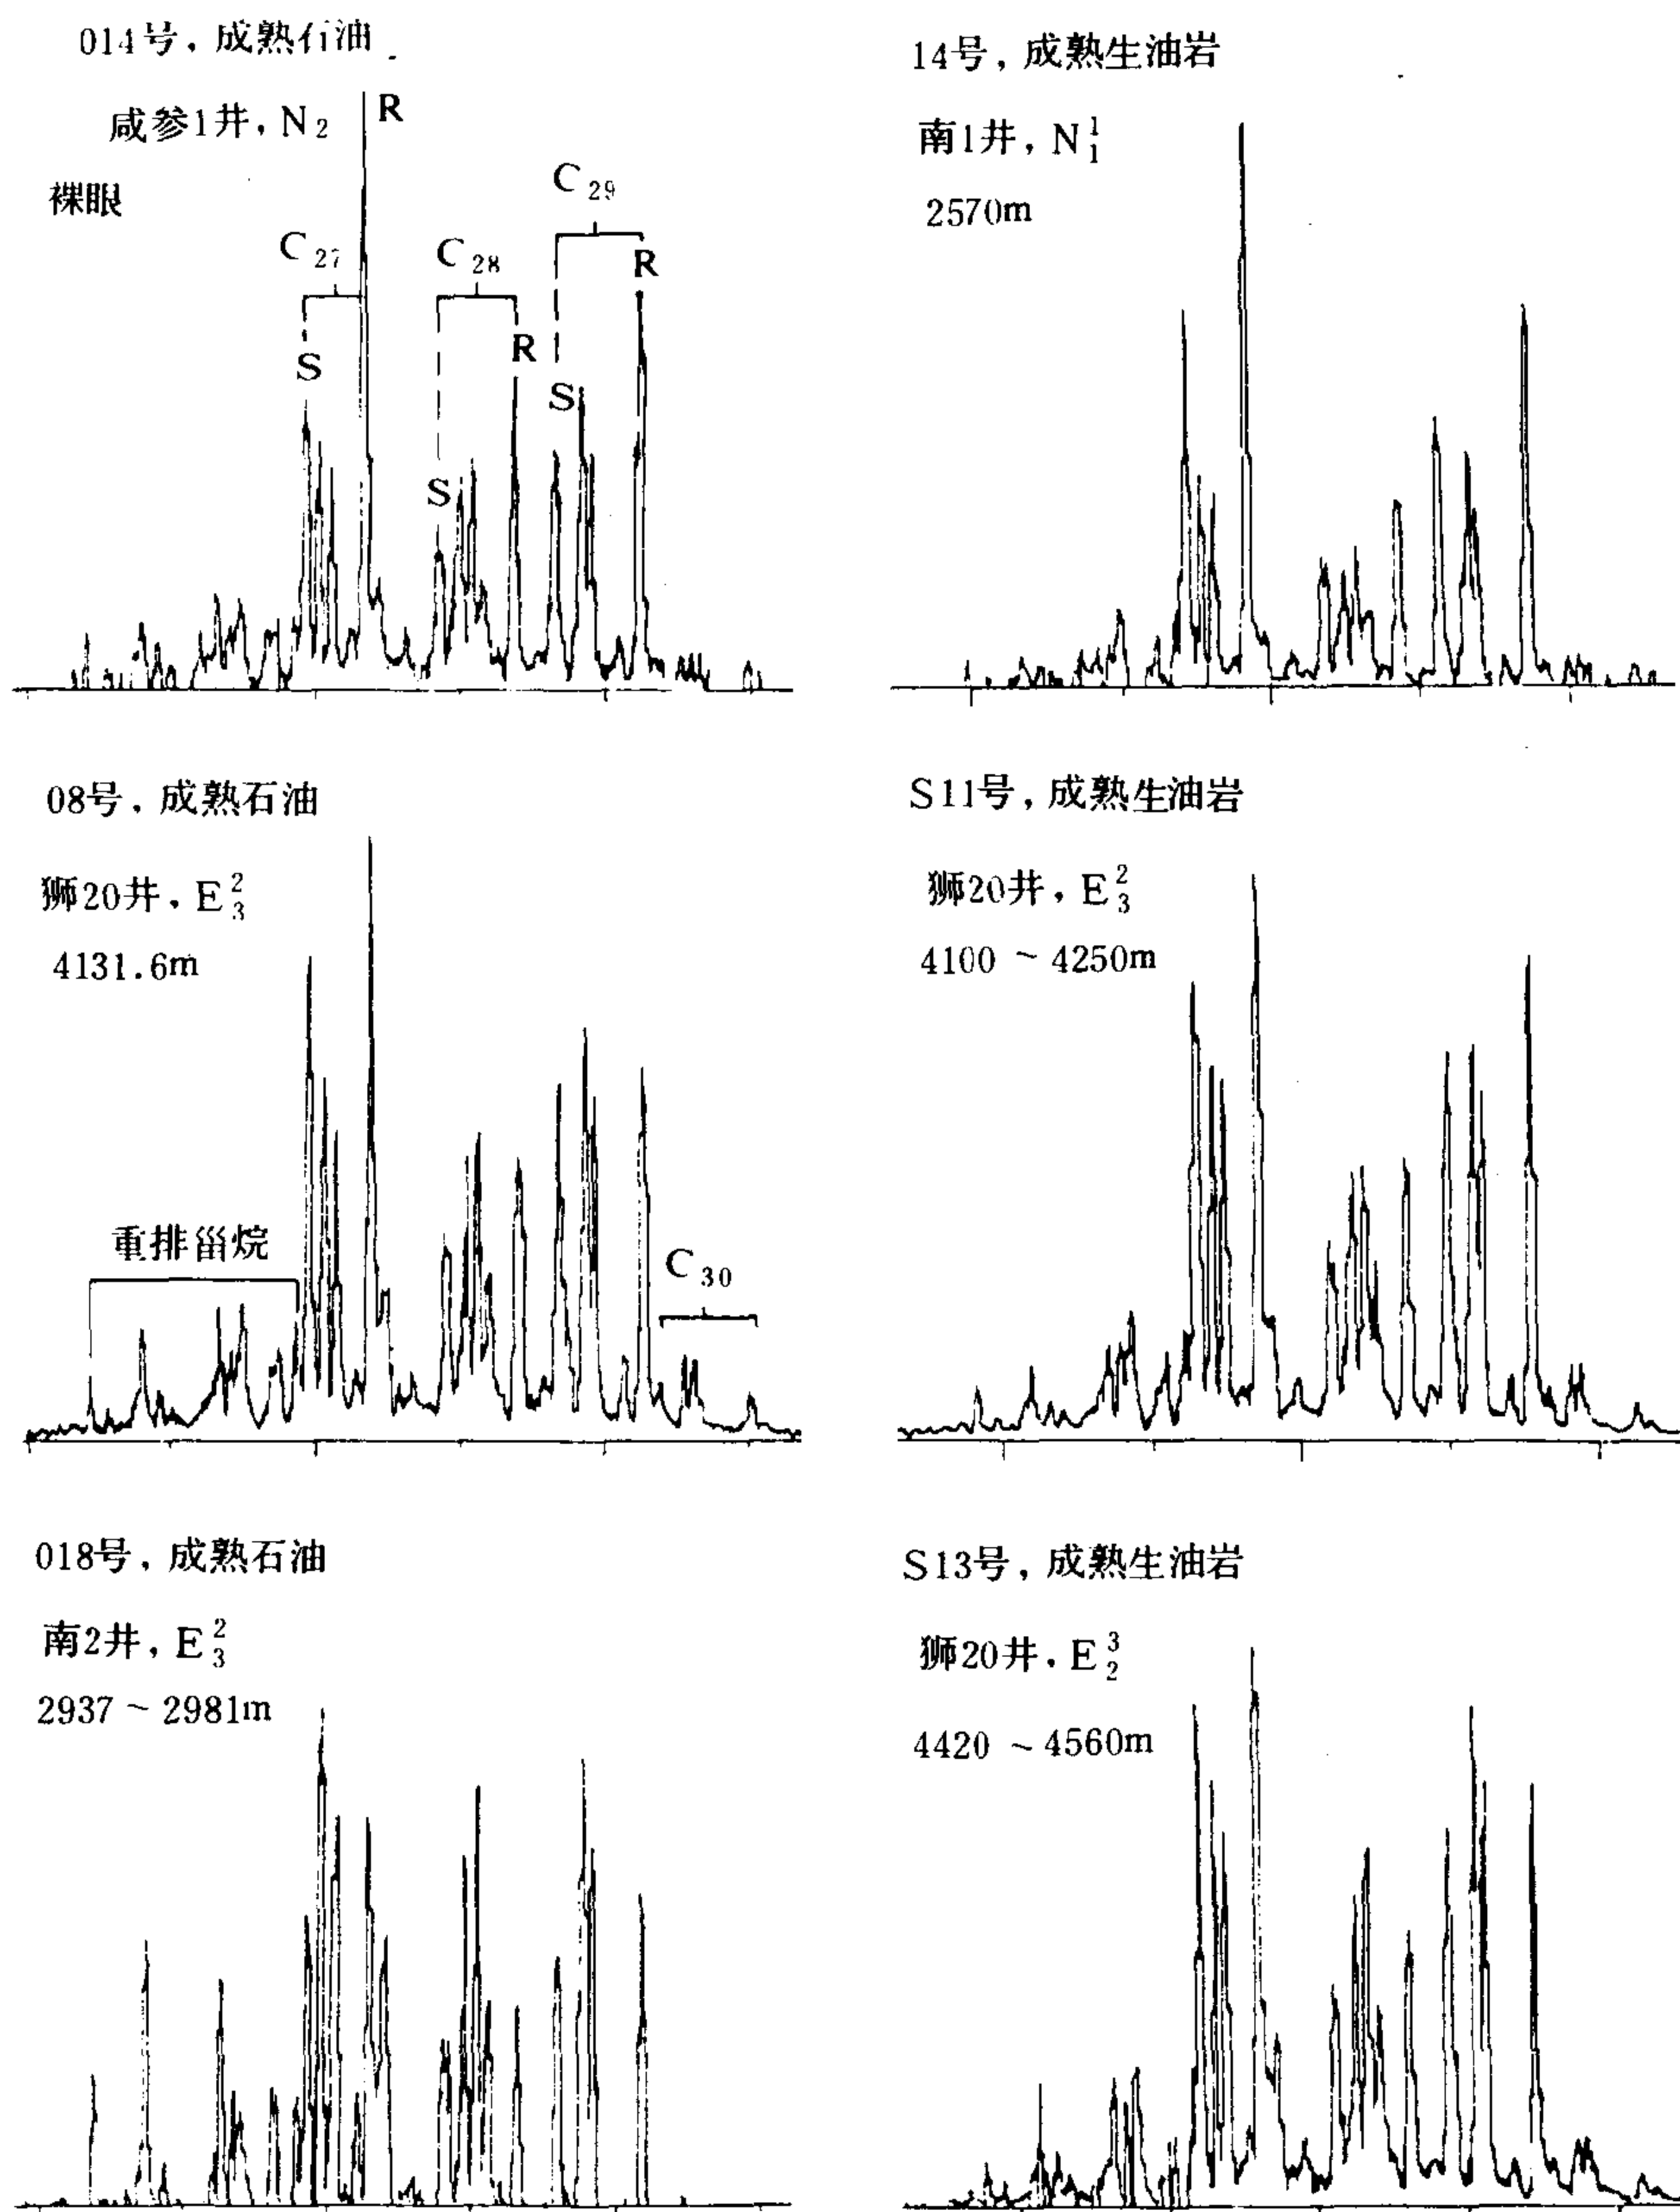 014号，成熟石油
咸参1井，N2
裸眼
R
C29
C27
C28
R
S
R
S
S
14号，成熟生油岩
南1井，N11
2570m
08号，成熟石油
狮20井，E32
4131.6m
重排甾烷
C30
S11号，成熟生油岩
狮20井，E32
4100～4250m
018号，成熟石油
南2井，E32
2937～2981m
S13号，成熟生油岩
狮20井，E23
4420～4560m